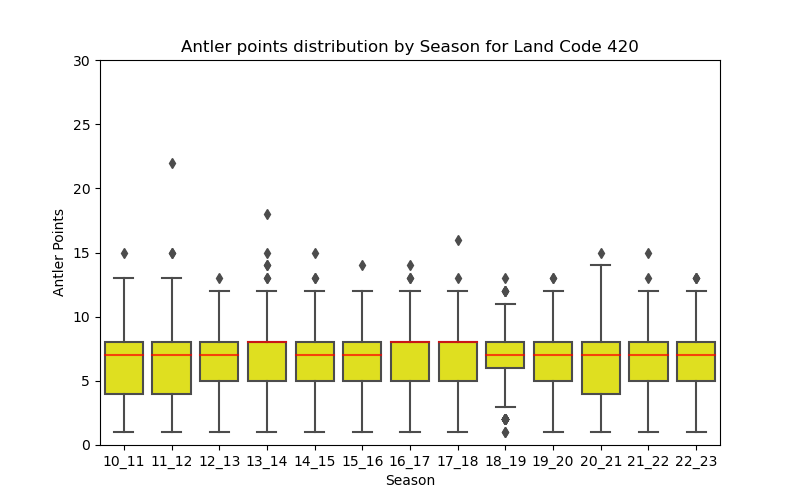 Antler points distribution by Season for Land Code 420
30
25
20
15
10
5
0
Antler Points
10_11 11_12 12_13 13_14 14_15 15_16 16_17 17_18 18_19 19_20 20_21 21_22 22_23
Season